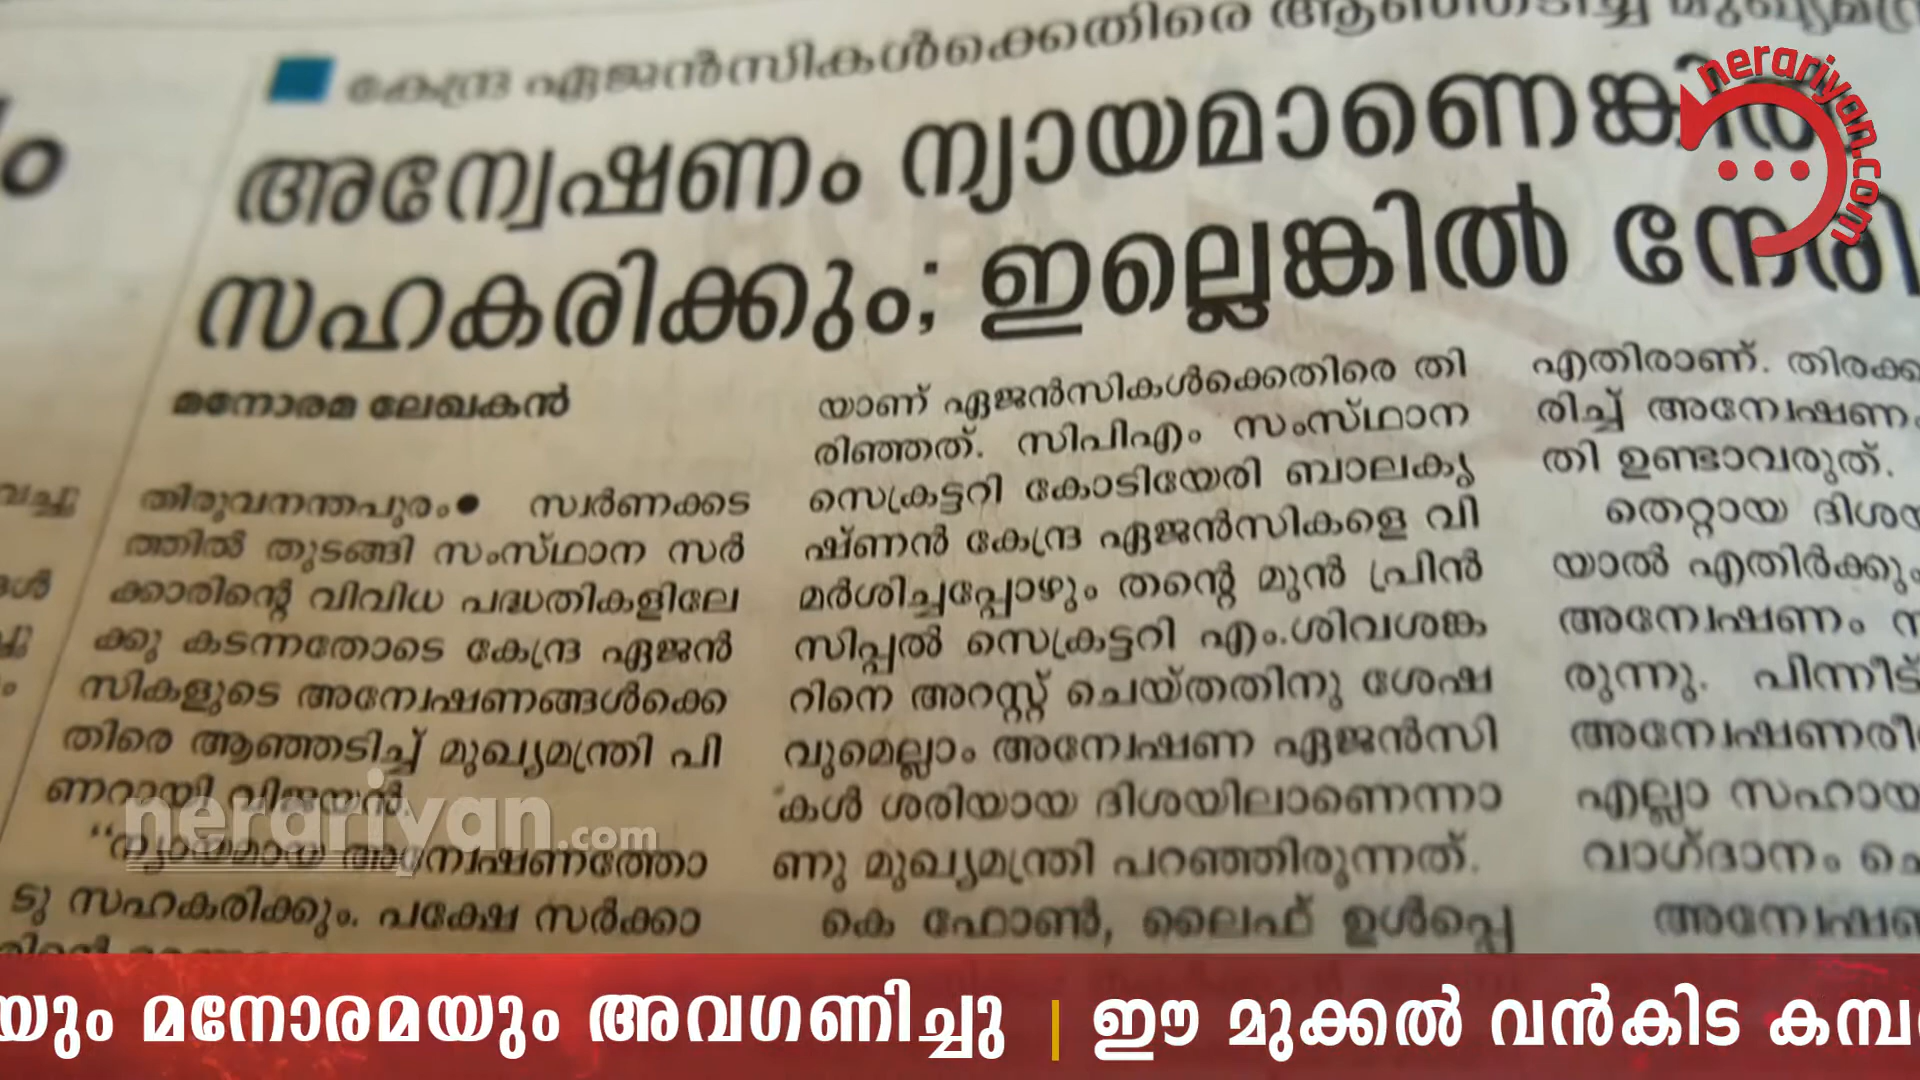 കേന്ദ്ര ഏജൻസികൾക്കെതിരെ ആഞ്ഞടിച്ച് മുഖ്യമന്ത്രി
അന്വേഷണം ന്യായമാണെങ്കിൽ
സഹകരിക്കും; ഇല്ലെങ്കിൽ നേരി
മനോരമ ലേഖകൻ
തിരുവനന്തപുരം● സ്വർണക്കട
ത്തിൽ തുടങ്ങി സംസ്ഥാന സർ
ക്കാരിന്റെ വിവിധ പദ്ധതികളിലേ
ക്കു കടന്നതോടെ കേന്ദ്ര ഏജൻ
സികളുടെ അന്വേഷണങ്ങൾക്കെ
തിരെ ആഞ്ഞടിച്ച് മുഖ്യമന്ത്രി പി
ണറായി വിജയൻ.
“ന്യായമായ അന്വേഷണത്തോ
ടു സഹകരിക്കും. പക്ഷേ സർക്കാ
യാണ് ഏജൻസികൾക്കെതിരെ തി
രിഞ്ഞത്. സിപിഎം സംസ്ഥാന
സെക്രട്ടറി കോടിയേരി ബാലകൃ
ഷ്ണൻ കേന്ദ്ര ഏജൻസികളെ വി
മർശിച്ചപ്പോഴും തന്റെ മുൻ പ്രിൻ
സിപ്പൽ സെക്രട്ടറി എം.ശിവശങ്ക
റിനെ അറസ്റ്റ് ചെയ്തതിനു ശേഷ
വുമെല്ലാം അന്വേഷണ ഏജൻസി
കൾ ശരിയായ ദിശയിലാണെന്നാ
ണു മുഖ്യമന്ത്രി പറഞ്ഞിരുന്നത്.
കെ ഫോൺ, ലൈഫ് ഉൾപ്പെ
എതിരാണ്. തിരക്ക
രിച്ച് അന്വേഷണം
തി ഉണ്ടാവരുത്.
തെറ്റായ ദിശയ
യാൽ എതിർക്കും
അന്വേഷണം ന
രുന്നു. പിന്നീട്
അന്വേഷണരീ
എല്ലാ സഹായ
വാഗ്ദാനം ചെ
അന്വേഷണ
nerariyan.com
nerariyan.com
യും മനോരമയും അവഗണിച്ചു | ഈ മുക്കൽ വൻകിട കമ്പ